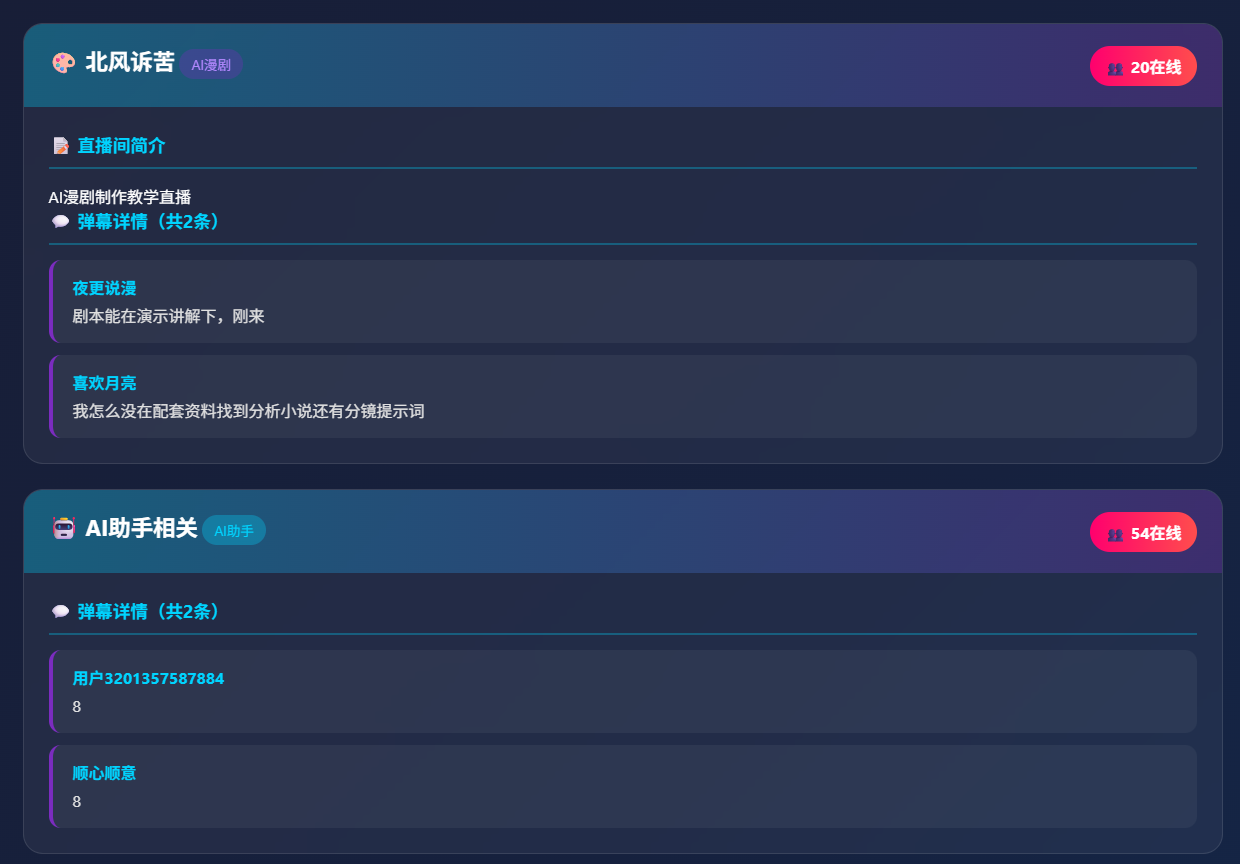 北风诉苦 AI漫剧 20在线
直播间简介
AI漫剧制作教学直播
弹幕详情（共2条）
夜更说漫
剧本能在演示讲解下，刚来
喜欢月亮
我怎么没在配套资料找到分析小说还有分镜提示词
AI助手相关 AI助手 54在线
弹幕详情（共2条）
用户3201357587884
8
顺心顺意
8